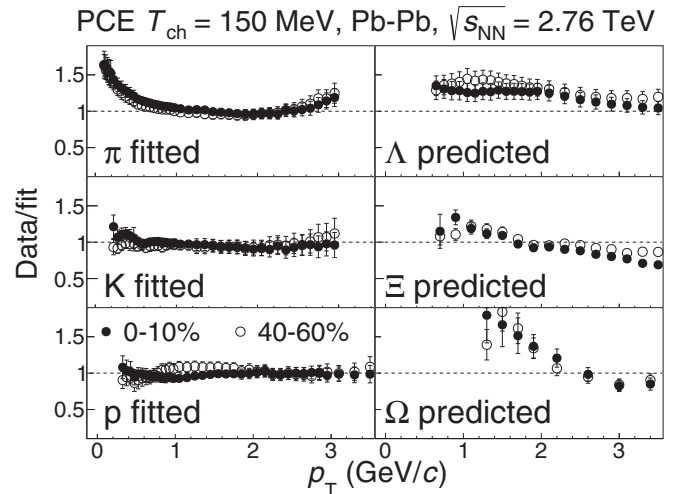 PCE T_ch = 150 MeV, Pb-Pb, √s_NN = 2.76 TeV
Data/fit
1.5
1
0.5
π fitted
Λ predicted
1.5
1
0.5
K fitted
Ξ predicted
1.5
1
0.5
0-10%
40-60%
p fitted
Ω predicted
0 1 2 3
0 1 2 3
p_T (GeV/c)